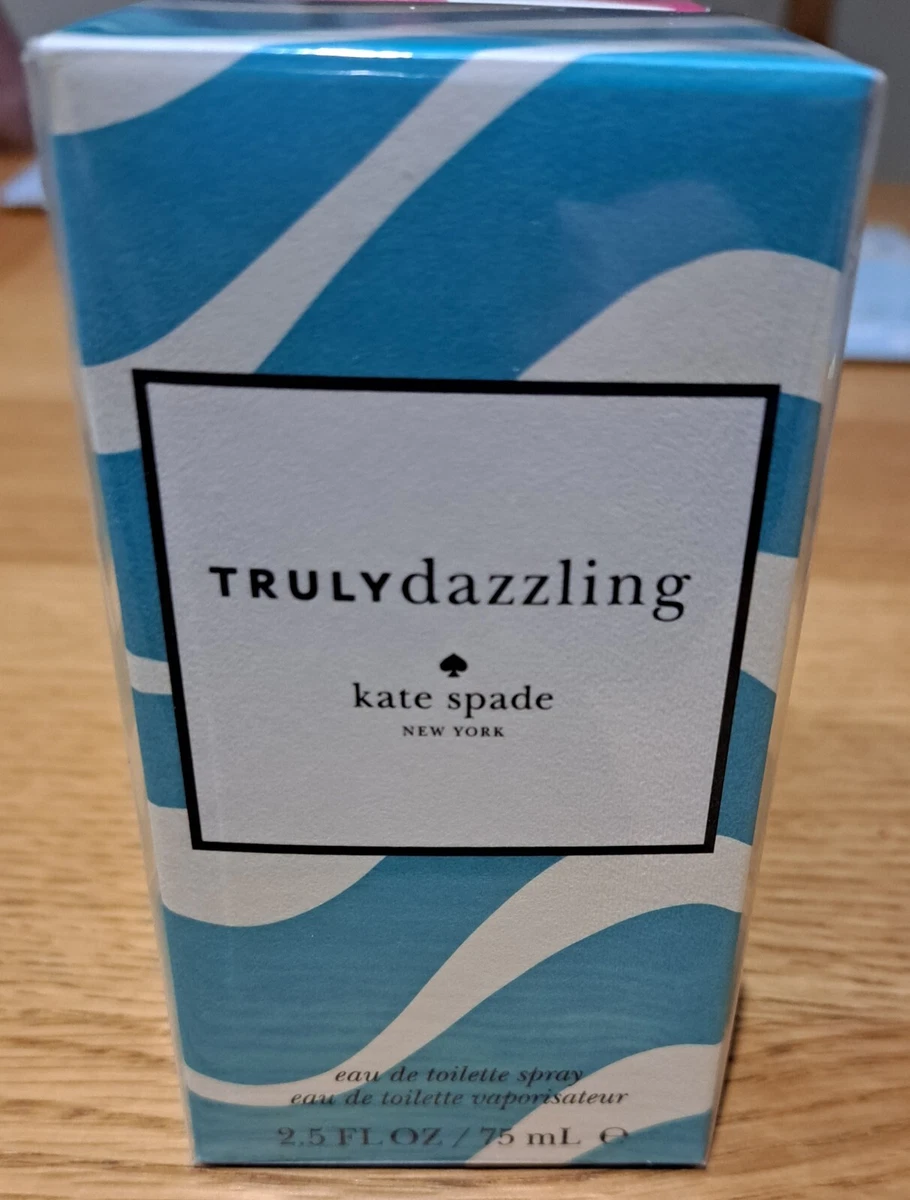 TRULYdazzling
kate spade
NEW YORK
eau de toilette spray
eau de toilette vaporisateur
2.5 FL OZ / 75 mL ℮